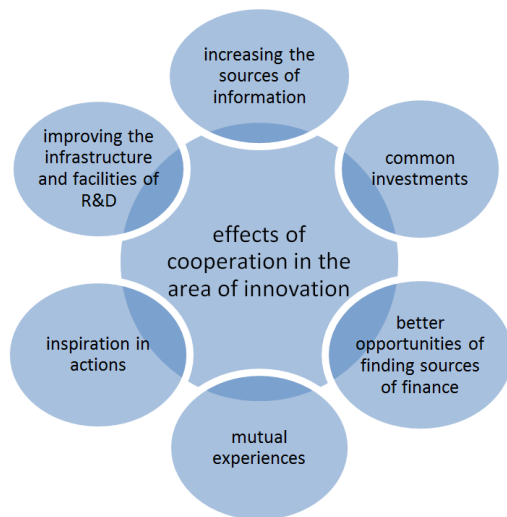 increasing the
sources of
information
common
investments
better
opportunities of
finding sources
of finance
mutual
experiences
inspiration in
actions
improving the
infrastructure
and facilities of
R&D
effects of
cooperation in the
area of innovation